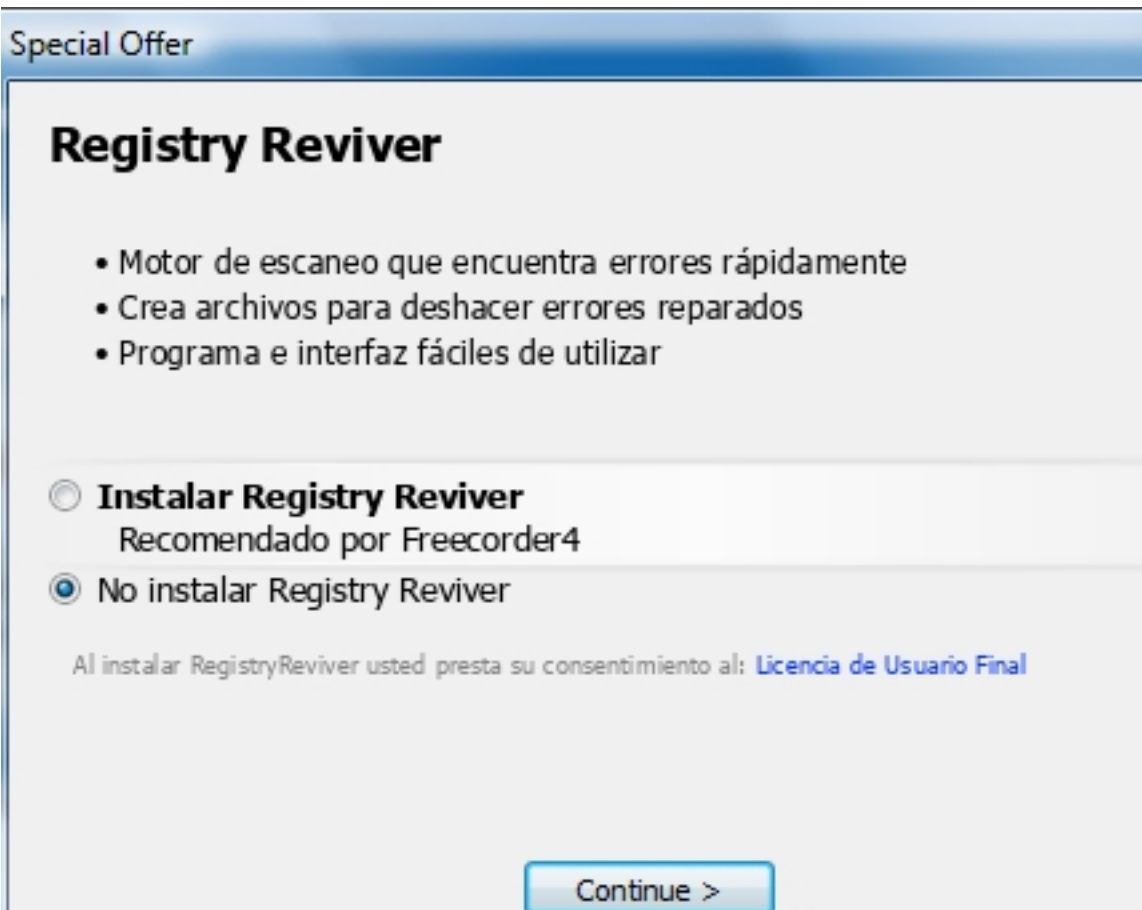 Special Offer
Registry Reviver
• Motor de escaneo que encuentra errores rápidamente
• Crea archivos para deshacer errores reparados
• Programa e interfaz fáciles de utilizar
Instalar Registry Reviver
Recomendado por Freecorder4
No instalar Registry Reviver
Al instalar RegistryReviver usted presta su consentimiento al: Licencia de Usuario Final
Continue >